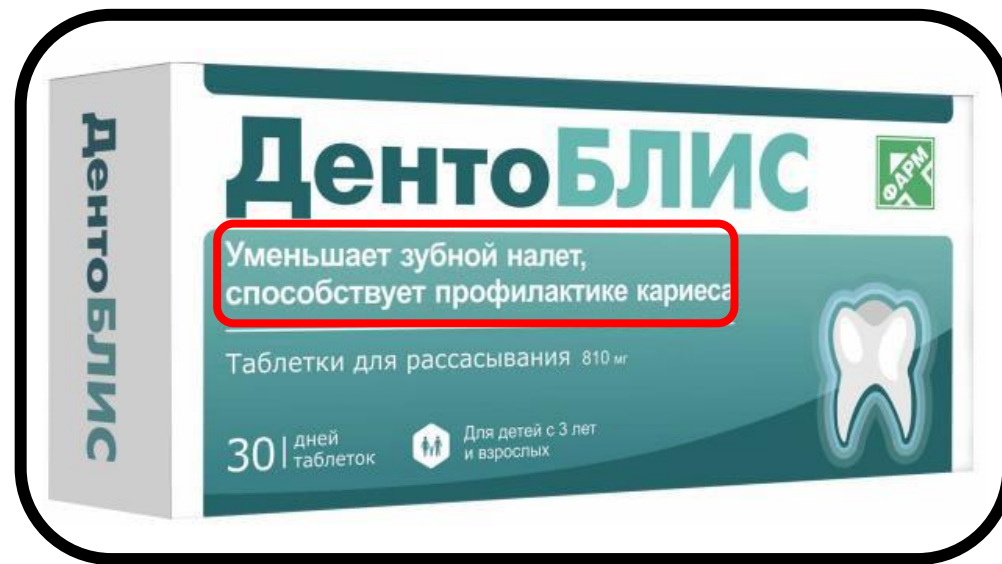 ДентоБЛИС
ДентоБЛИС
ФАРМ
Уменьшает зубной налет,
способствует профилактике кариеса
Таблетки для рассасывания 810 мг
30 дней
таблеток
Для детей с 3 лет
и взрослых